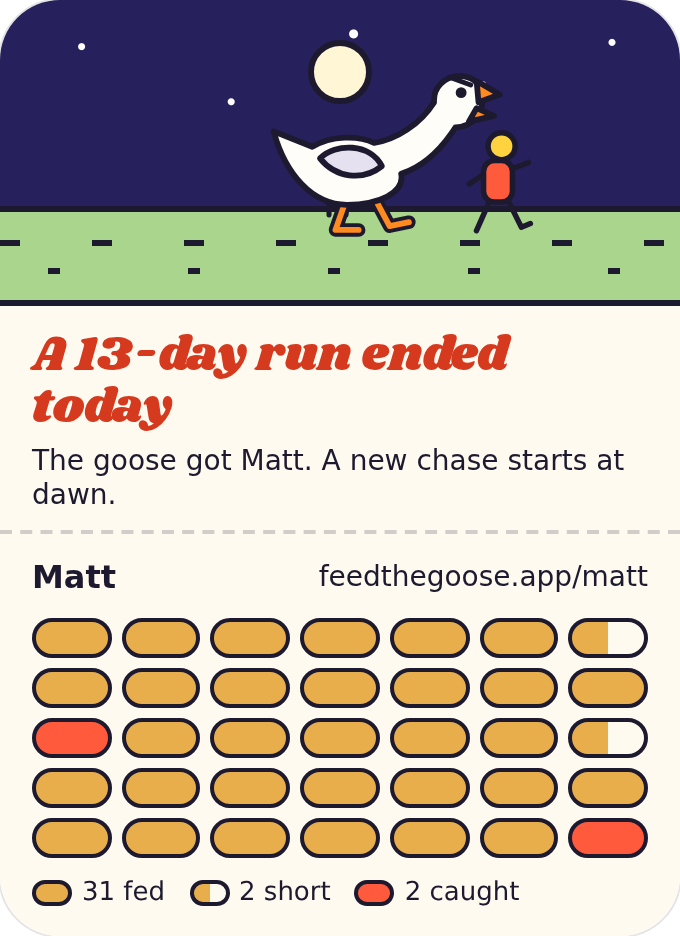 A 13-day run ended
today
The goose got Matt. A new chase starts at
dawn.
Matt
feedthegoose.app/matt
31 fed
2 short
2 caught